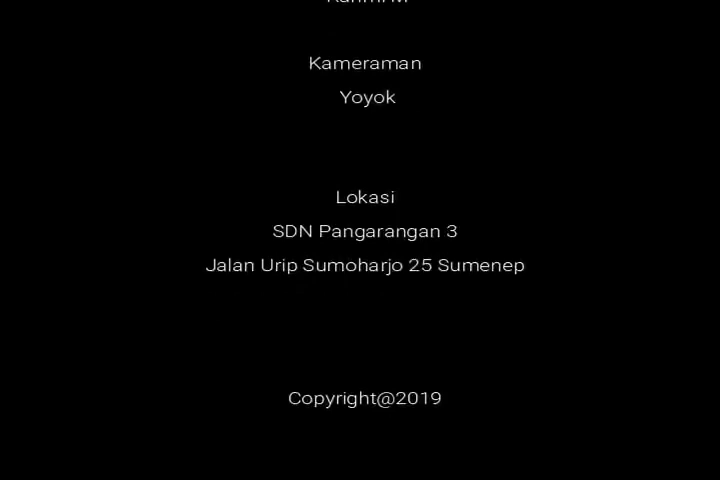 Kameraman
Yoyok
Lokasi
SDN Pangarangan 3
Jalan Urip Sumoharjo 25 Sumenep
Copyright@2019